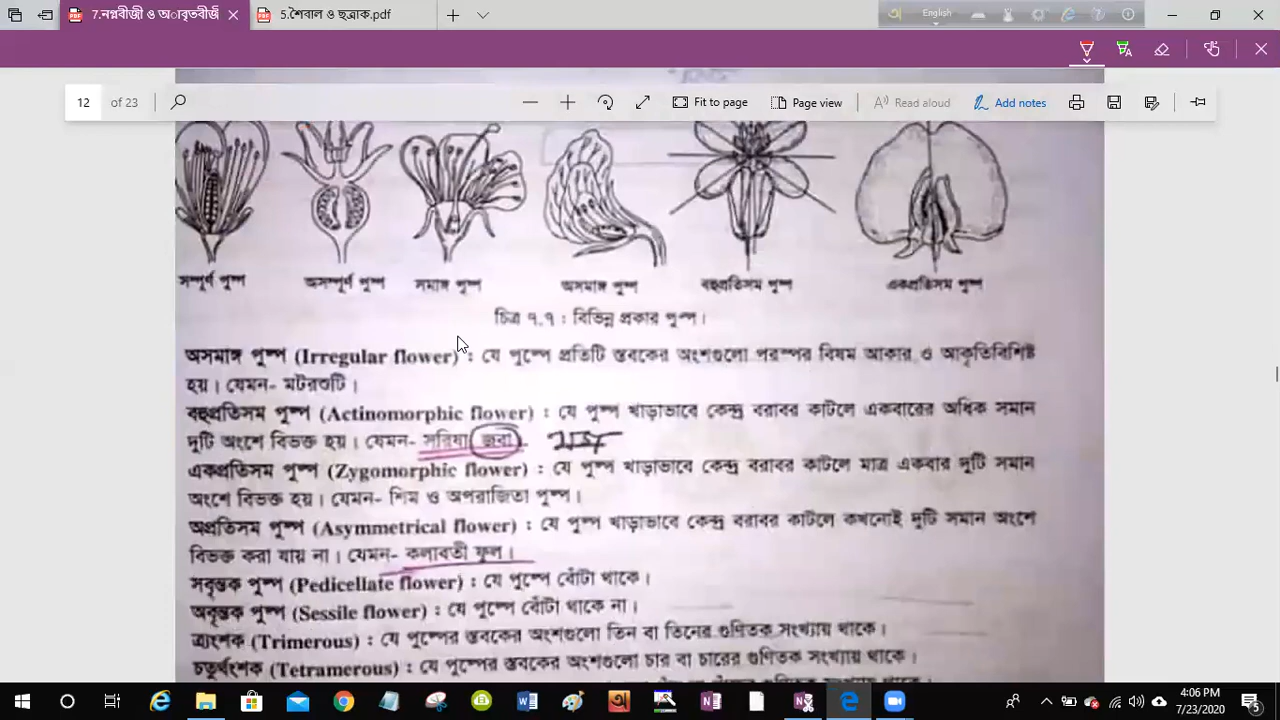 7.নগ্নবীজী ও আবৃতবীজী
5.শৈবাল ও ছত্রাক.pdf
English
12 of 23
Fit to page
Page view
Read aloud
Add notes
সম্পূর্ণ পুষ্প
অসম্পূর্ণ পুষ্প
সমাঙ্গ পুষ্প
অসমাঙ্গ পুষ্প
বহুপ্রতিসম পুষ্প
একপ্রতিসম পুষ্প
চিত্র ৭.৭ : বিভিন্ন প্রকার পুষ্প।
অসমাঙ্গ পুষ্প (Irregular flower) : যে পুষ্পে প্রতিটি স্তবকের অংশগুলো পরস্পর বিষম আকার ও আকৃতিবিশিষ্ট
হয়। যেমন- মটরশুটি।
বহুপ্রতিসম পুষ্প (Actinomorphic flower) : যে পুষ্প খাড়াভাবে কেন্দ্র বরাবর কাটলে একবারের অধিক সমান
দুটি অংশে বিভক্ত হয়। যেমন- সরিষা জবা
একপ্রতিসম পুষ্প (Zygomorphic flower) : যে পুষ্প খাড়াভাবে কেন্দ্র বরাবর কাটলে মাত্র একবার দুটি সমান
অংশে বিভক্ত হয়। যেমন- শিম ও অপরাজিতা পুষ্প।
অপ্রতিসম পুষ্প (Asymmetrical flower) : যে পুষ্প খাড়াভাবে কেন্দ্র বরাবর কাটলে কখনোই দুটি সমান অংশে
বিভক্ত করা যায় না। যেমন- কলাবতী ফুল।
সবৃন্তক পুষ্প (Pedicellate flower) : যে পুষ্পে বোঁটা থাকে।
অবৃন্তক পুষ্প (Sessile flower) : যে পুষ্পে বোঁটা থাকে না।
ত্র্যংশক (Trimerous) : যে পুষ্পের স্তবকের অংশগুলো তিন বা তিনের গুণিতক সংখ্যায় থাকে।
চতুর্থংশক (Tetramerous) : যে পুষ্পের স্তবকের অংশগুলো চার বা চারের গুণিতক সংখ্যায় থাকে।
4:06 PM
7/23/2020